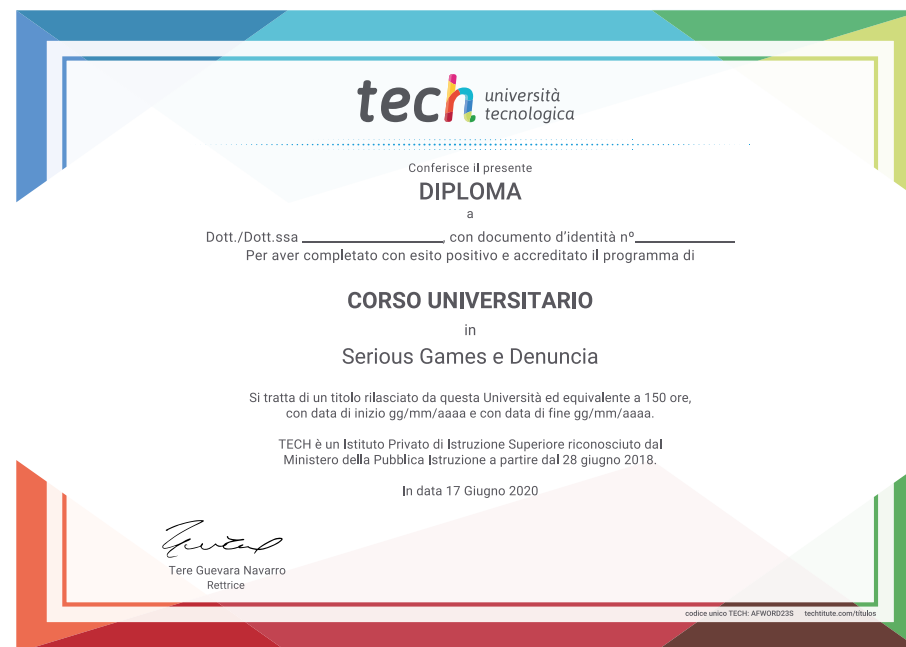 tech università
tecnologica
Conferisce il presente
DIPLOMA
a
Dott./Dott.ssa ____________, con documento d'identità nº____________
Per aver completato con esito positivo e accreditato il programma di
CORSO UNIVERSITARIO
in
Serious Games e Denuncia
Si tratta di un titolo rilasciato da questa Università ed equivalente a 150 ore,
con data di inizio gg/mm/aaaa e con data di fine gg/mm/aaaa.
TECH è un Istituto Privato di Istruzione Superiore riconosciuto dal
Ministero della Pubblica Istruzione a partire dal 28 giugno 2018.
In data 17 Giugno 2020
Tere Guevara Navarro
Rettrice
codice unico TECH: AFWORD23S techtitute.com/titulos